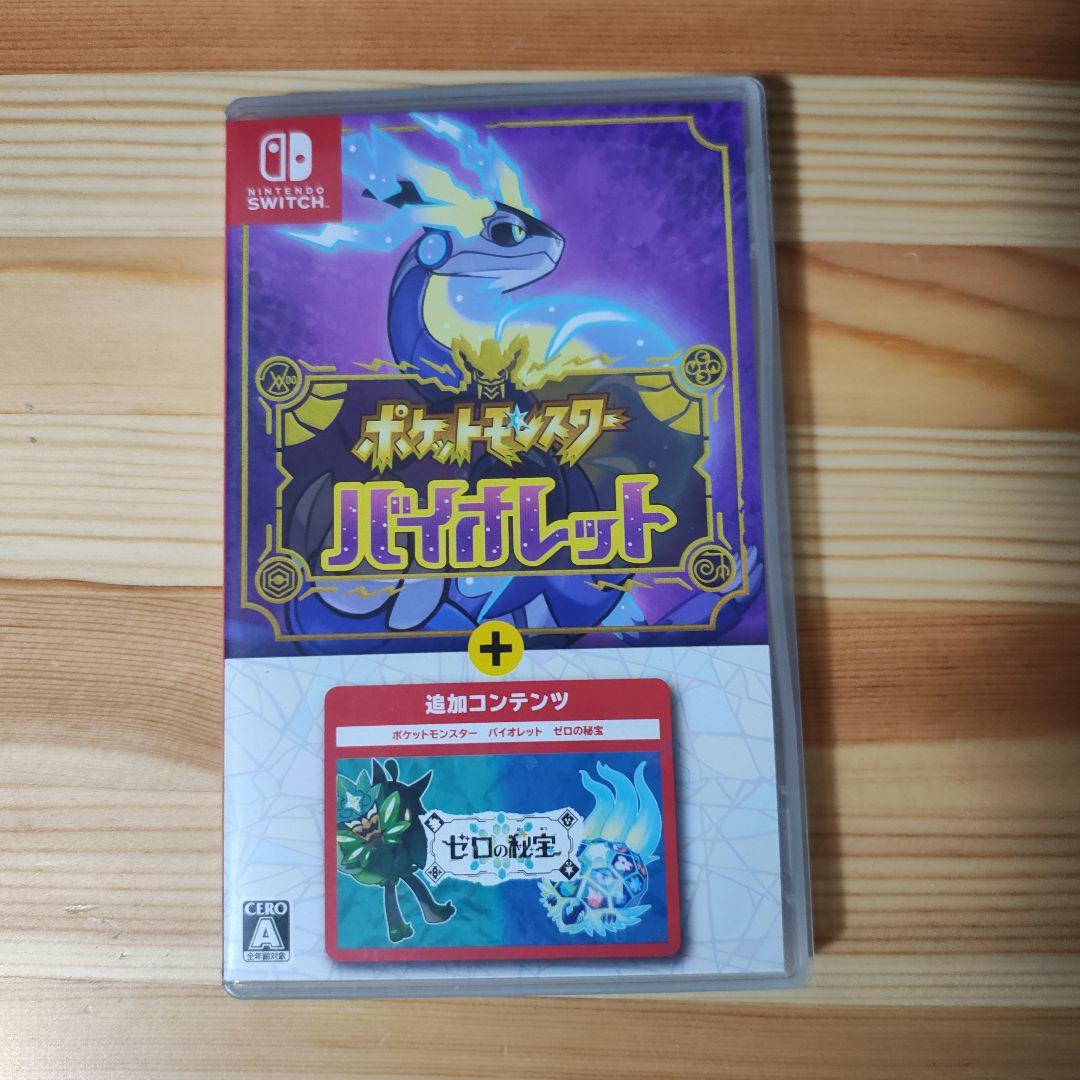 NINTENDO
SWITCH™
ポケットモンスター
バイオレット
+
追加コンテンツ
ポケットモンスター　バイオレット　ゼロの秘宝
ゼロの秘宝
CERO
A
全年齢対象